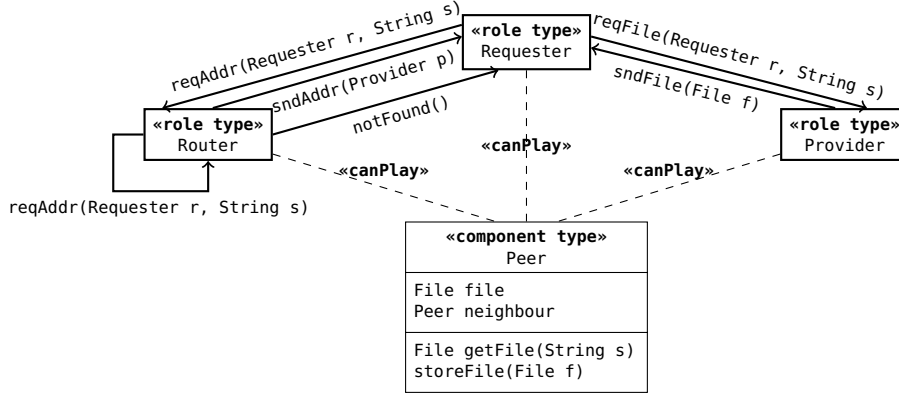 «role type»
Requester
reqAddr(Requester r, String s)
sndAddr(Provider p)
notFound()
reqFile(Requester r, String s)
sndFile(File f)
«role type»
Router
«role type»
Provider
reqAddr(Requester r, String s)
«canPlay»
«canPlay»
«canPlay»
«component type»
Peer
File file
Peer neighbour
File getFile(String s)
storeFile(File f)